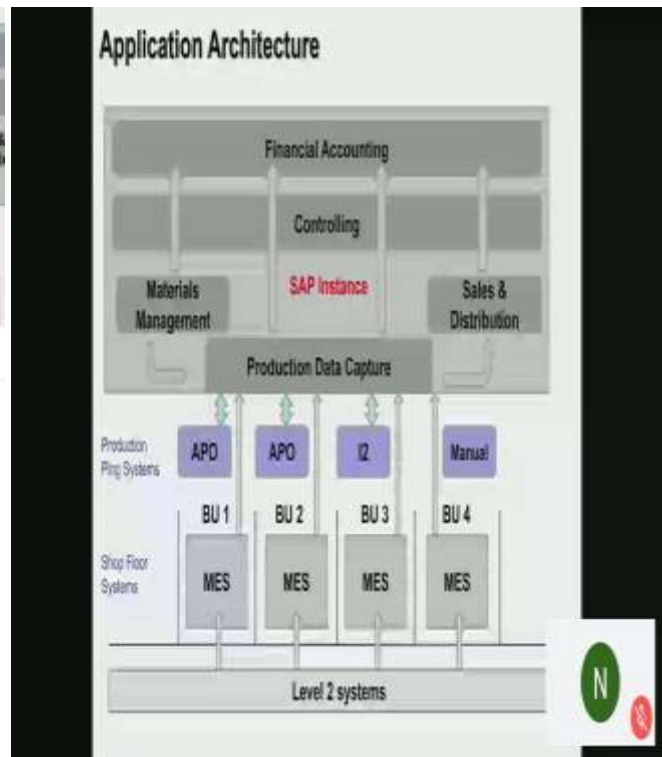 Application Architecture
Financial Accounting
Controlling
SAP Instance
Materials
Management
Sales &
Distribution
Production Data Capture
Production
Plng Systems
APO
APO
I2
Manual
BU 1
BU 2
BU 3
BU 4
Shop Floor
Systems
MES
MES
MES
MES
Level 2 systems
N